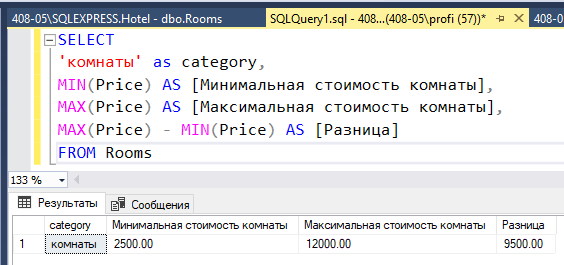 408-05\SQLEXPRESS.Hotel - dbo.Rooms SQLQuery1.sql - 408...(408-05\profi (57))* 408-0
SELECT
'комнаты' as category,
MIN(Price) AS [Минимальная стоимость комнаты],
MAX(Price) AS [Максимальная стоимость комнаты],
MAX(Price) - MIN(Price) AS [Разница]
FROM Rooms
133 %
Результаты Сообщения
category Минимальная стоимость комнаты Максимальная стоимость комнаты Разница
1 комнаты 2500.00 12000.00 9500.00